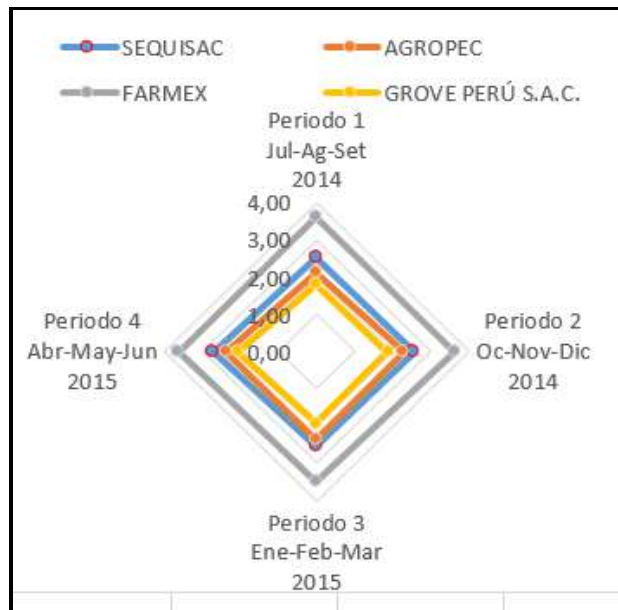 SEQUISAC AGROPEC
FARMEX GROVE PERÚ S.A.C.
Periodo 1
Jul-Ag-Set
2014
4,00
3,00
2,00
1,00
0,00
Periodo 4
Abr-May-Jun
2015
Periodo 2
Oc-Nov-Dic
2014
Periodo 3
Ene-Feb-Mar
2015